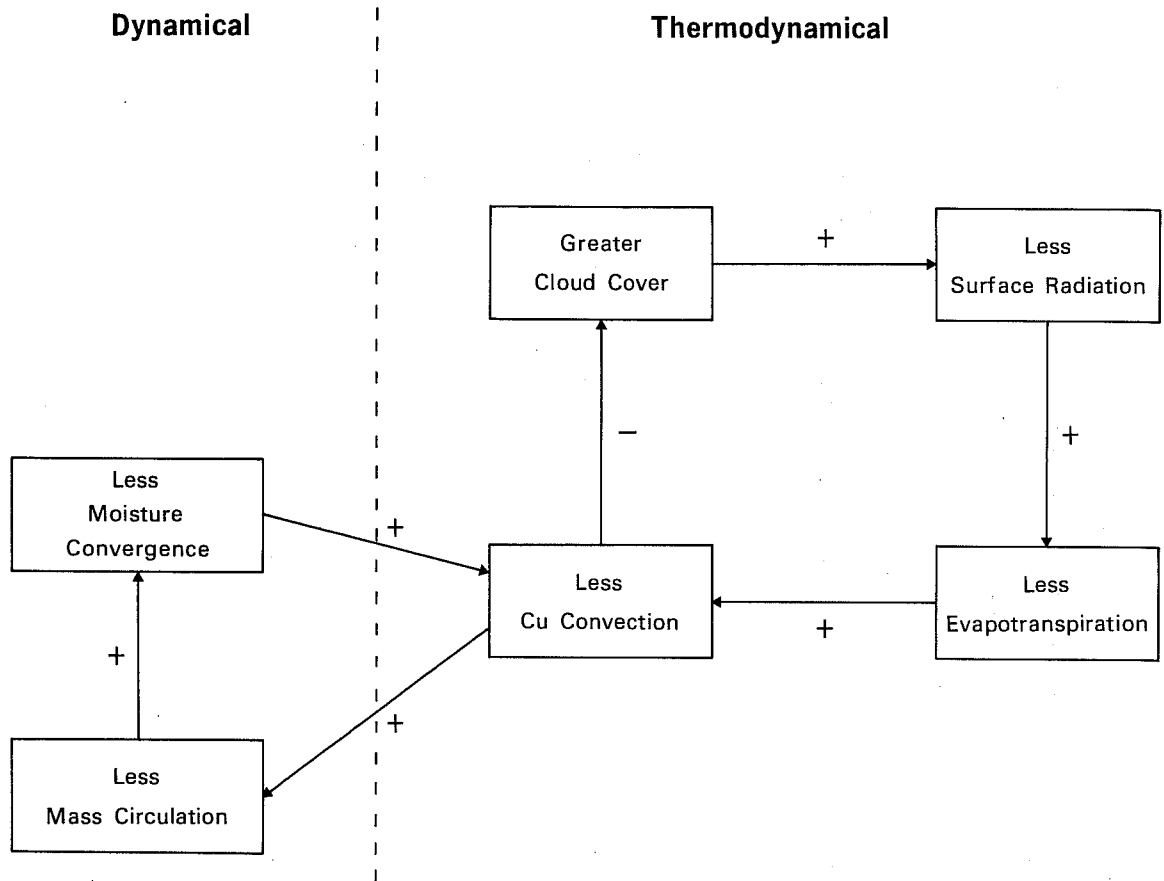 Dynamical
Thermodynamical
Greater
Cloud Cover
+
Less
Surface Radiation
−
+
Less
Moisture
Convergence
+
Less
Cu Convection
+
Less
Evapotranspiration
+
+
Less
Mass Circulation